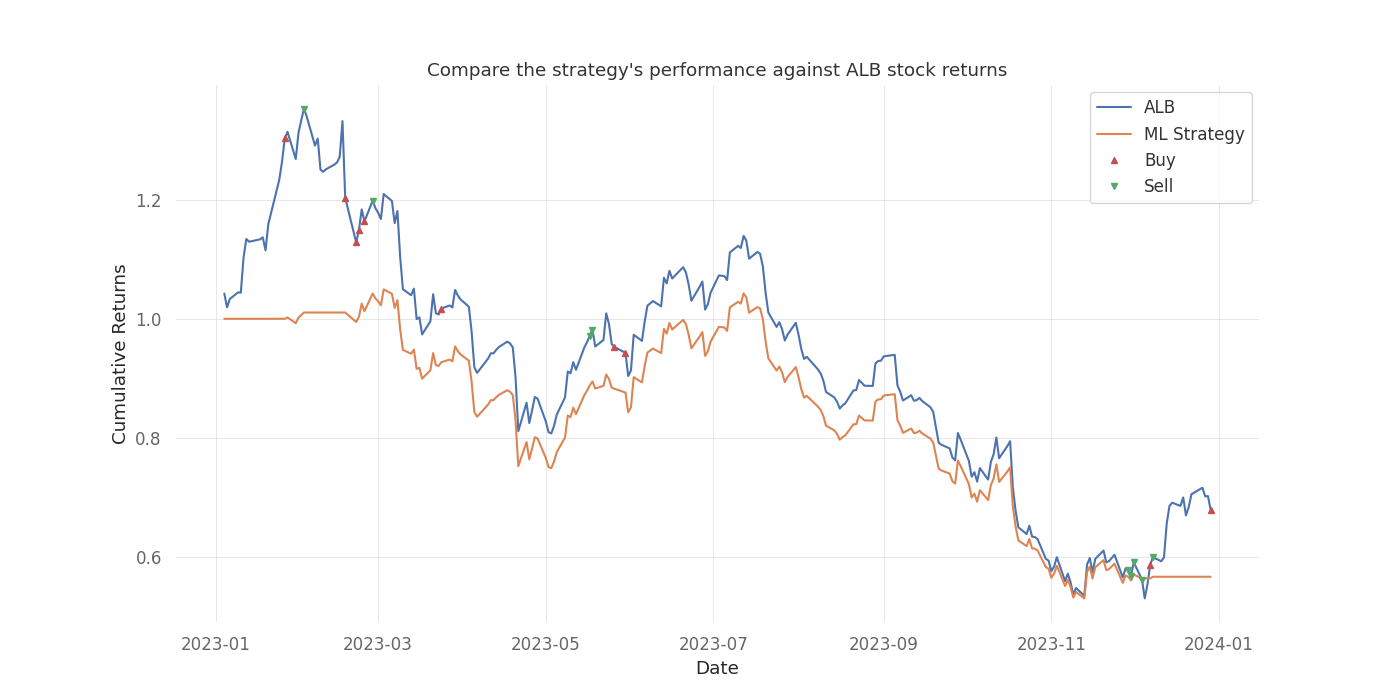 Compare the strategy's performance against ALB stock returns
ALB
ML Strategy
Buy
Sell
Cumulative Returns
1.2
1.0
0.8
0.6
2023-01
2023-03
2023-05
2023-07
2023-09
2023-11
2024-01
Date